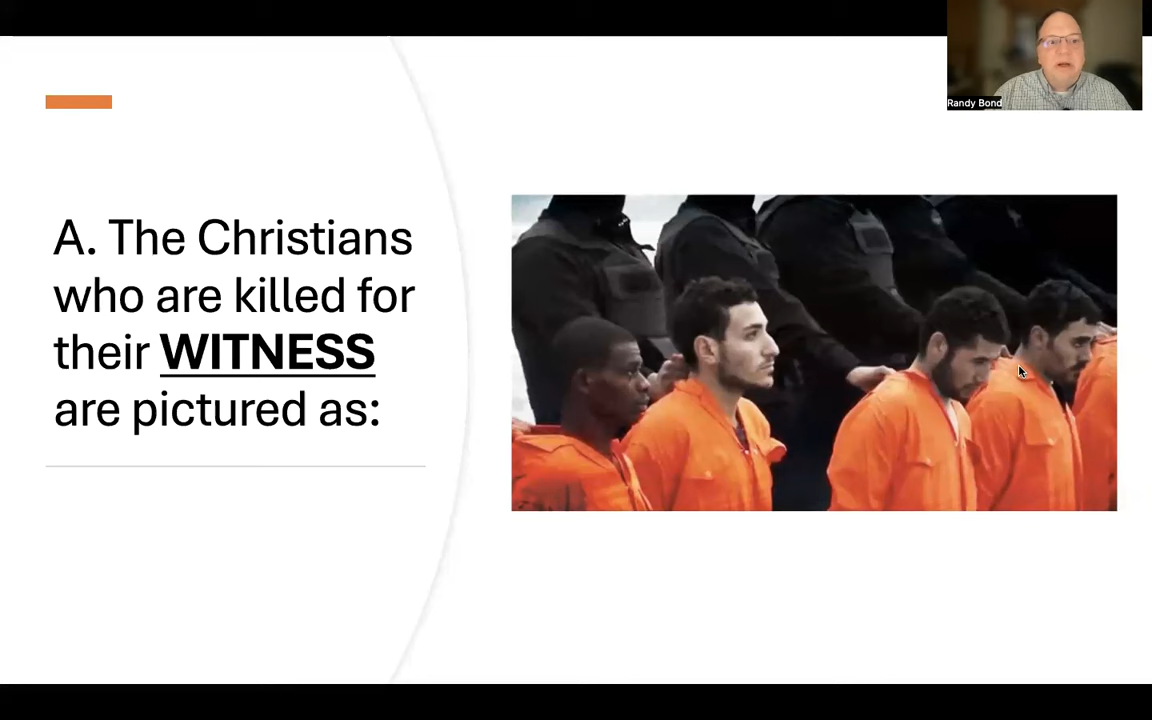 Randy Bond
A. The Christians
who are killed for
their WITNESS
are pictured as: